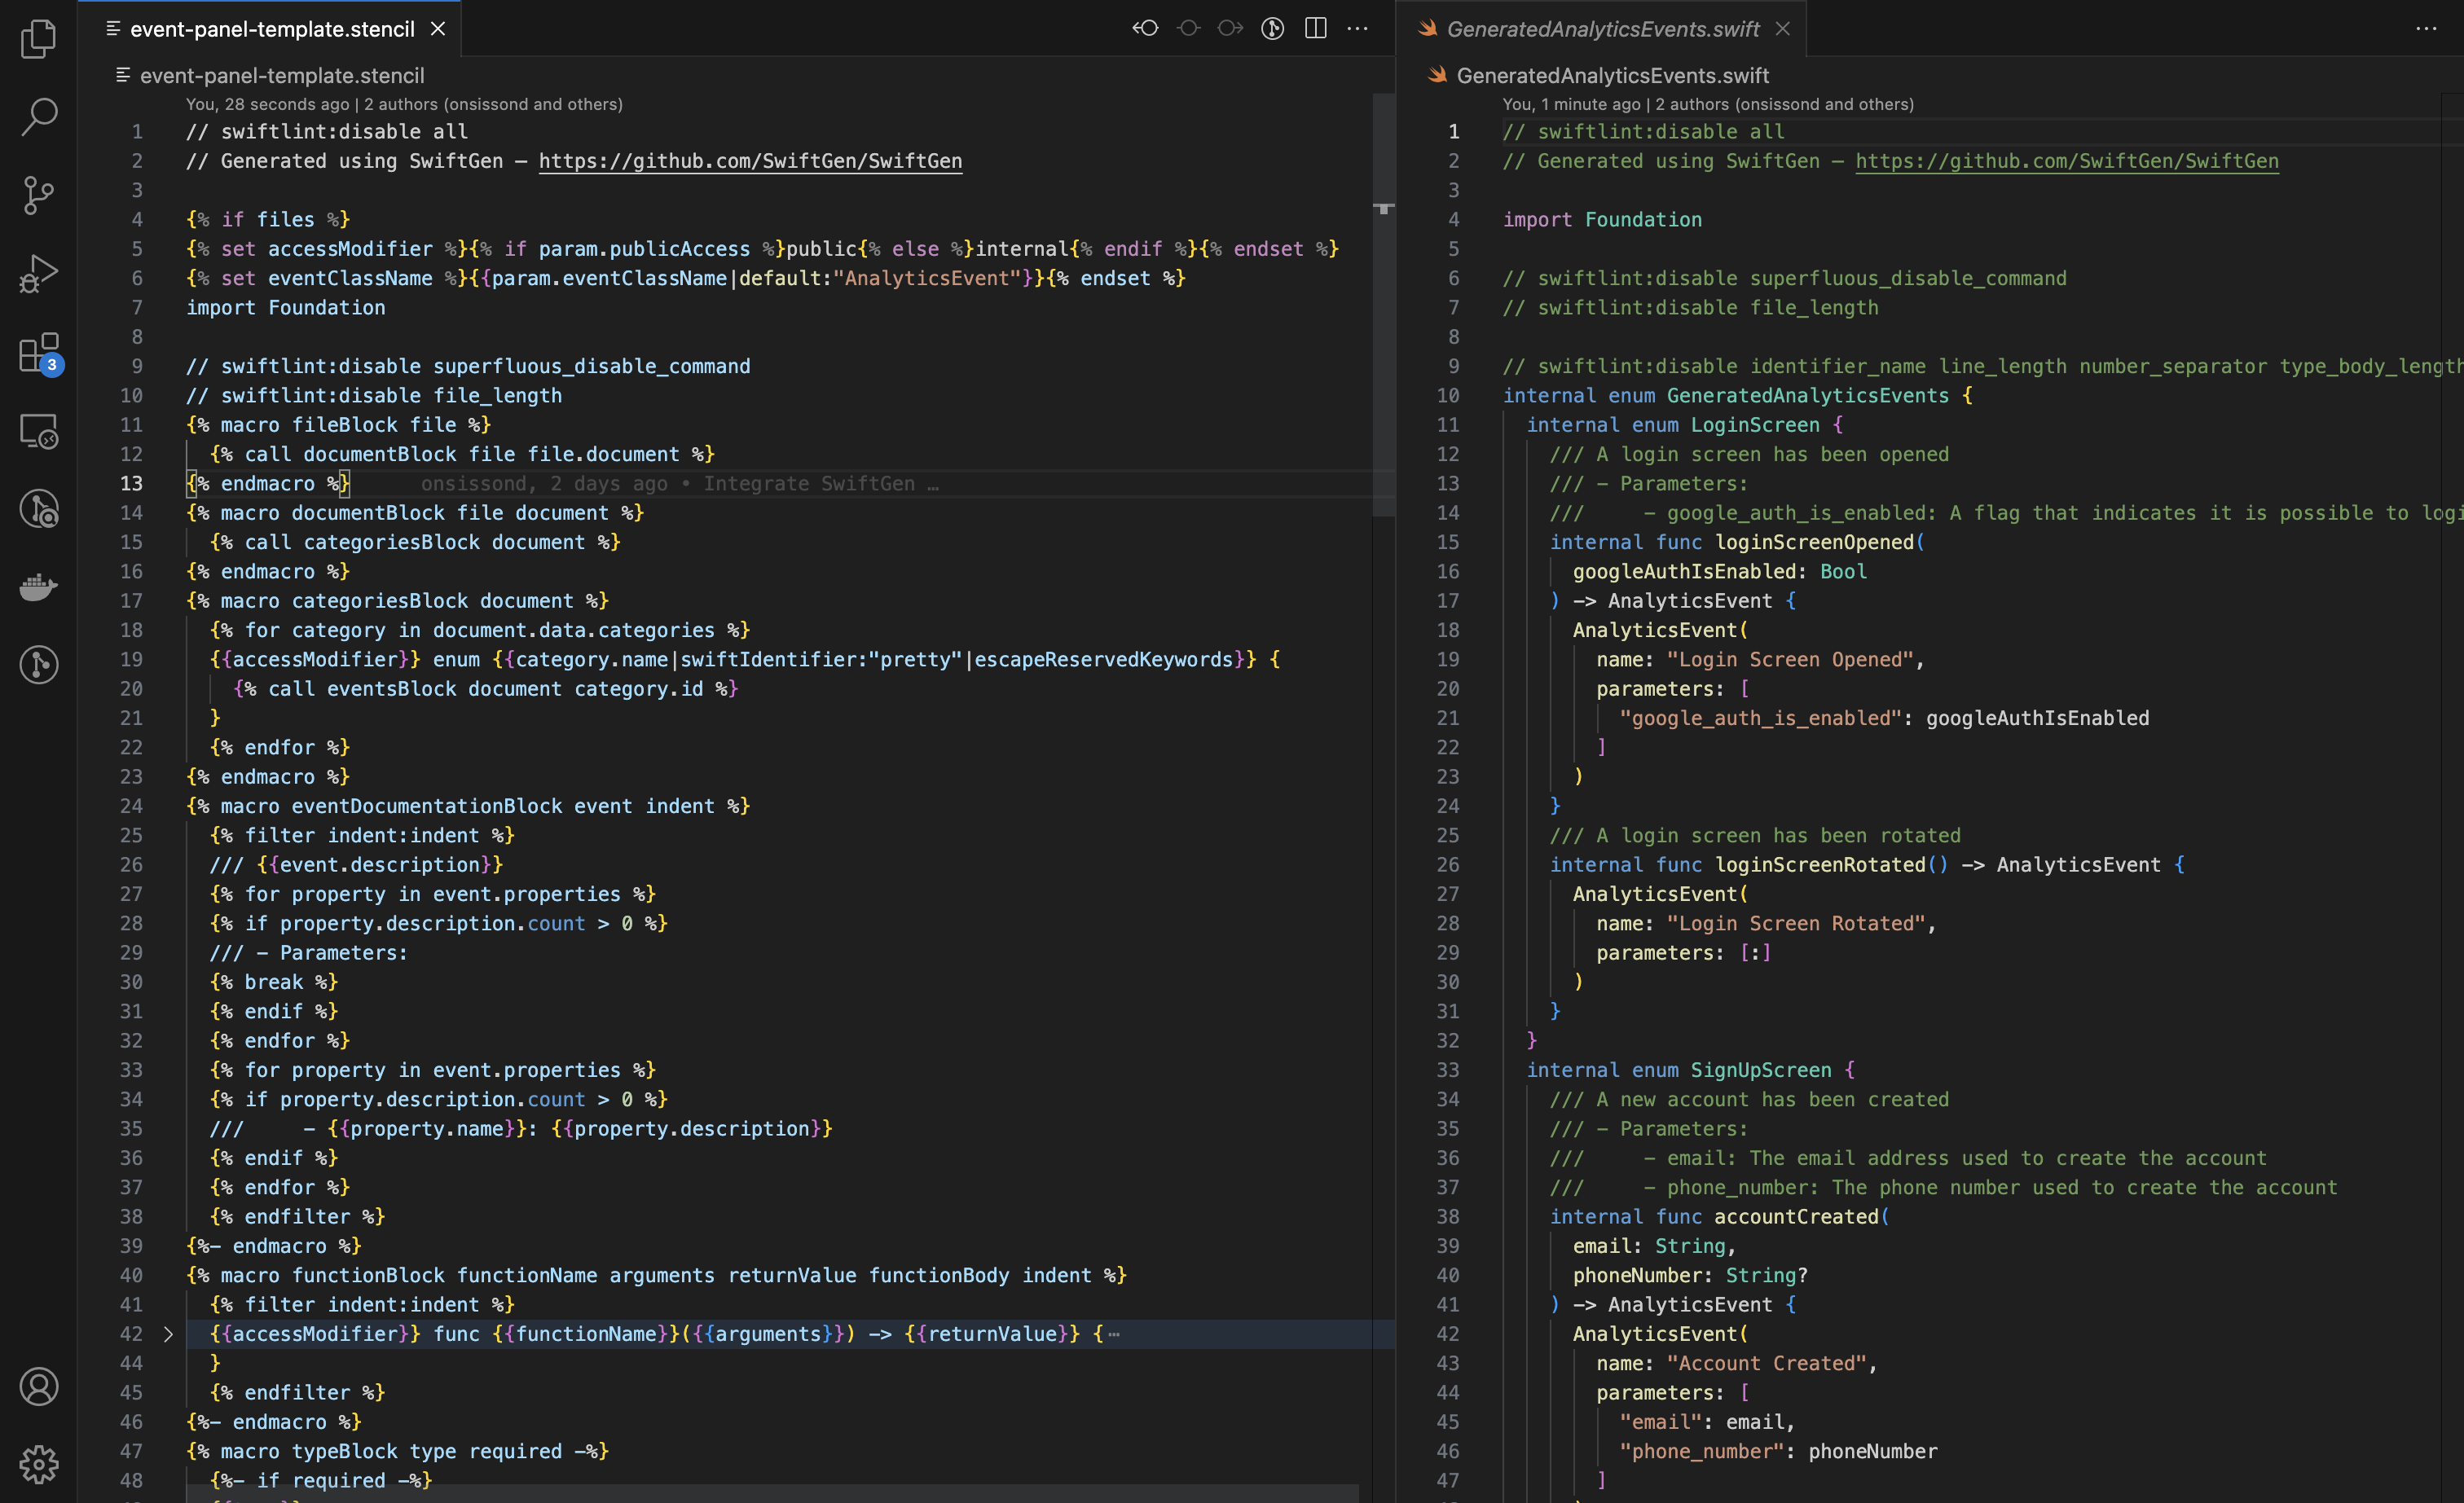 event-panel-template.stencil
event-panel-template.stencil
You, 28 seconds ago | 2 authors (onsissond and others)
1 // swiftlint:disable all
2 // Generated using SwiftGen — https://github.com/SwiftGen/SwiftGen
3
4 {% if files %}
5 {% set accessModifier %}{% if param.publicAccess %}public{% else %}internal{% endif %}{% endset %}
6 {% set eventClassName %}{{param.eventClassName|default:"AnalyticsEvent"}}{% endset %}
7 import Foundation
8
9 // swiftlint:disable superfluous_disable_command
10 // swiftlint:disable file_length
11 {% macro fileBlock file %}
12 {% call documentBlock file file.document %}
13 {% endmacro %} onsissond, 2 days ago • Integrate SwiftGen …
14 {% macro documentBlock file document %}
15 {% call categoriesBlock document %}
16 {% endmacro %}
17 {% macro categoriesBlock document %}
18 {% for category in document.data.categories %}
19 {{accessModifier}} enum {{category.name|swiftIdentifier:"pretty"|escapeReservedKeywords}} {
20 {% call eventsBlock document category.id %}
21 }
22 {% endfor %}
23 {% endmacro %}
24 {% macro eventDocumentationBlock event indent %}
25 {% filter indent:indent %}
26 /// {{event.description}}
27 {% for property in event.properties %}
28 {% if property.description.count > 0 %}
29 /// - Parameters:
30 {% break %}
31 {% endif %}
32 {% endfor %}
33 {% for property in event.properties %}
34 {% if property.description.count > 0 %}
35 /// - {{property.name}}: {{property.description}}
36 {% endif %}
37 {% endfor %}
38 {% endfilter %}
39 {%- endmacro %}
40 {% macro functionBlock functionName arguments returnValue functionBody indent %}
41 {% filter indent:indent %}
42 {{accessModifier}} func {{functionName}}({{arguments}}) -> {{returnValue}} {⋯
44 }
45 {% endfilter %}
46 {%- endmacro %}
47 {% macro typeBlock type required -%}
48 {%- if required -%}
3
GeneratedAnalyticsEvents.swift
GeneratedAnalyticsEvents.swift
You, 1 minute ago | 2 authors (onsissond and others)
1 // swiftlint:disable all
2 // Generated using SwiftGen — https://github.com/SwiftGen/SwiftGen
3
4 import Foundation
5
6 // swiftlint:disable superfluous_disable_command
7 // swiftlint:disable file_length
8
9 // swiftlint:disable identifier_name line_length number_separator type_body_length
10 internal enum GeneratedAnalyticsEvents {
11 internal enum LoginScreen {
12 /// A login screen has been opened
13 /// - Parameters:
14 /// - google_auth_is_enabled: A flag that indicates it is possible to logi
15 internal func loginScreenOpened(
16 googleAuthIsEnabled: Bool
17 ) -> AnalyticsEvent {
18 AnalyticsEvent(
19 name: "Login Screen Opened",
20 parameters: [
21 "google_auth_is_enabled": googleAuthIsEnabled
22 ]
23 )
24 }
25 /// A login screen has been rotated
26 internal func loginScreenRotated() -> AnalyticsEvent {
27 AnalyticsEvent(
28 name: "Login Screen Rotated",
29 parameters: [:]
30 )
31 }
32 }
33 internal enum SignUpScreen {
34 /// A new account has been created
35 /// - Parameters:
36 /// - email: The email address used to create the account
37 /// - phone_number: The phone number used to create the account
38 internal func accountCreated(
39 email: String,
40 phoneNumber: String?
41 ) -> AnalyticsEvent {
42 AnalyticsEvent(
43 name: "Account Created",
44 parameters: [
45 "email": email,
46 "phone_number": phoneNumber
47 ]